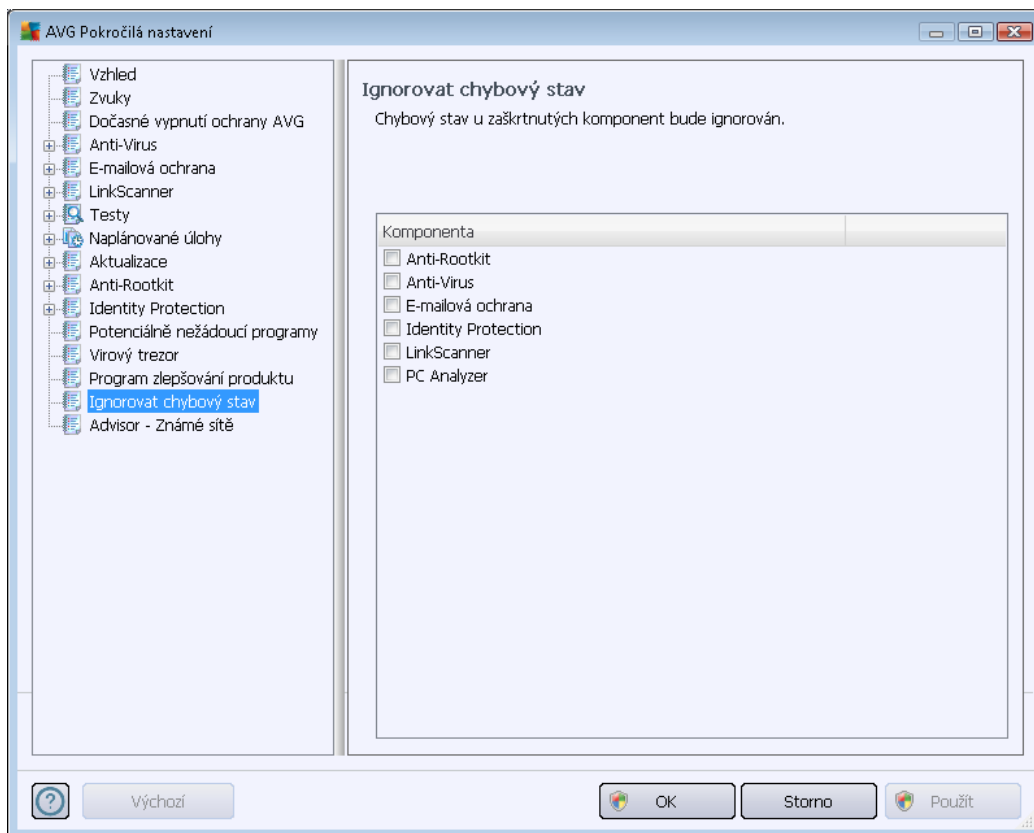 AVG Pokročilá nastavení
Vzhled
Zvuky
Dočasné vypnutí ochrany AVG
Anti-Virus
E-mailová ochrana
LinkScanner
Testy
Naplánované úlohy
Aktualizace
Anti-Rootkit
Identity Protection
Potenciálně nežádoucí programy
Virový trezor
Program zlepšování produktu
Ignorovat chybový stav
Advisor - Známé sítě
Ignorovat chybový stav
Chybový stav u zaškrtnutých komponent bude ignorován.
Komponenta
Anti-Rootkit
Anti-Virus
E-mailová ochrana
Identity Protection
LinkScanner
PC Analyzer
Výchozí
OK
Storno
Použít